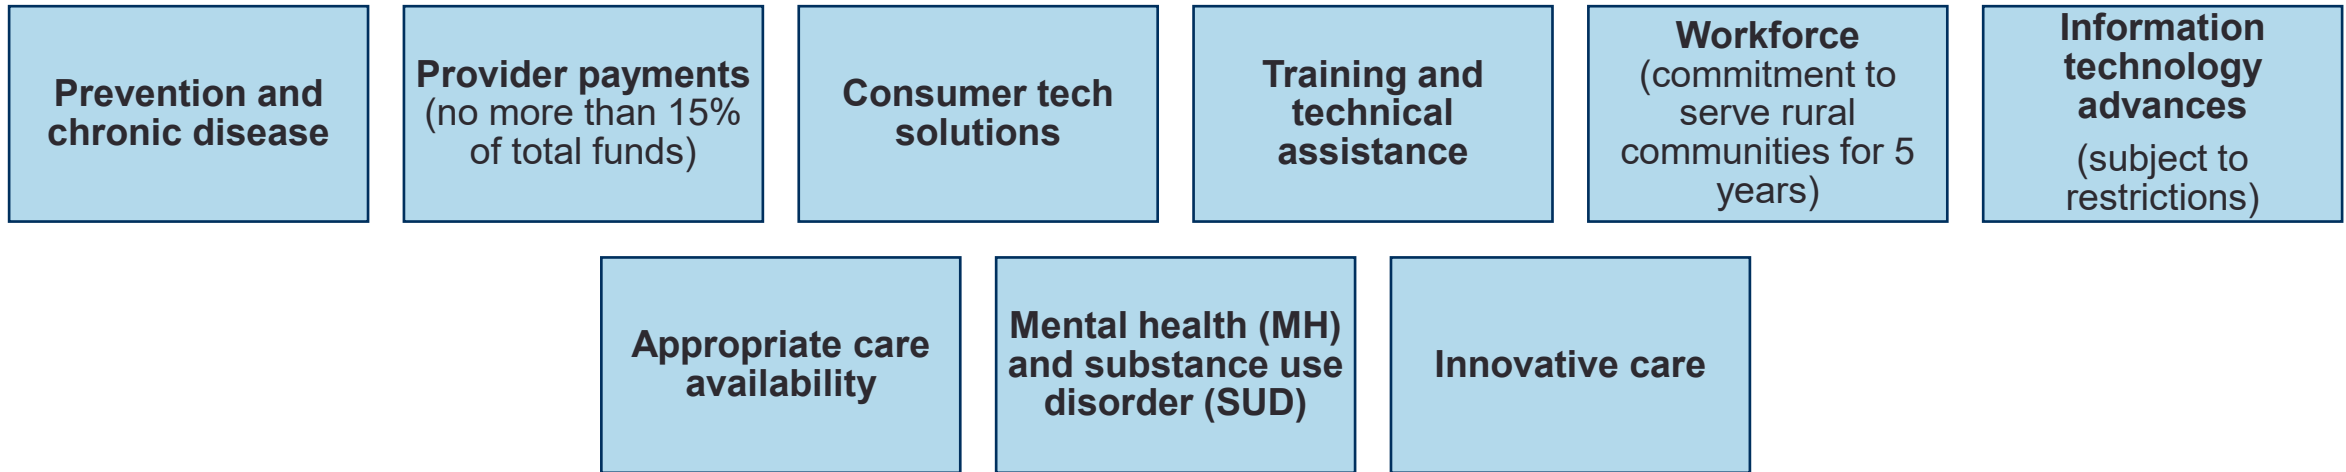 Prevention and
chronic disease
Provider payments
(no more than 15%
of total funds)
Consumer tech
solutions
Training and
technical
assistance
Workforce
(commitment to
serve rural
communities for 5
years)
Information
technology
advances
(subject to
restrictions)
Appropriate care
availability
Mental health (MH)
and substance use
disorder (SUD)
Innovative care